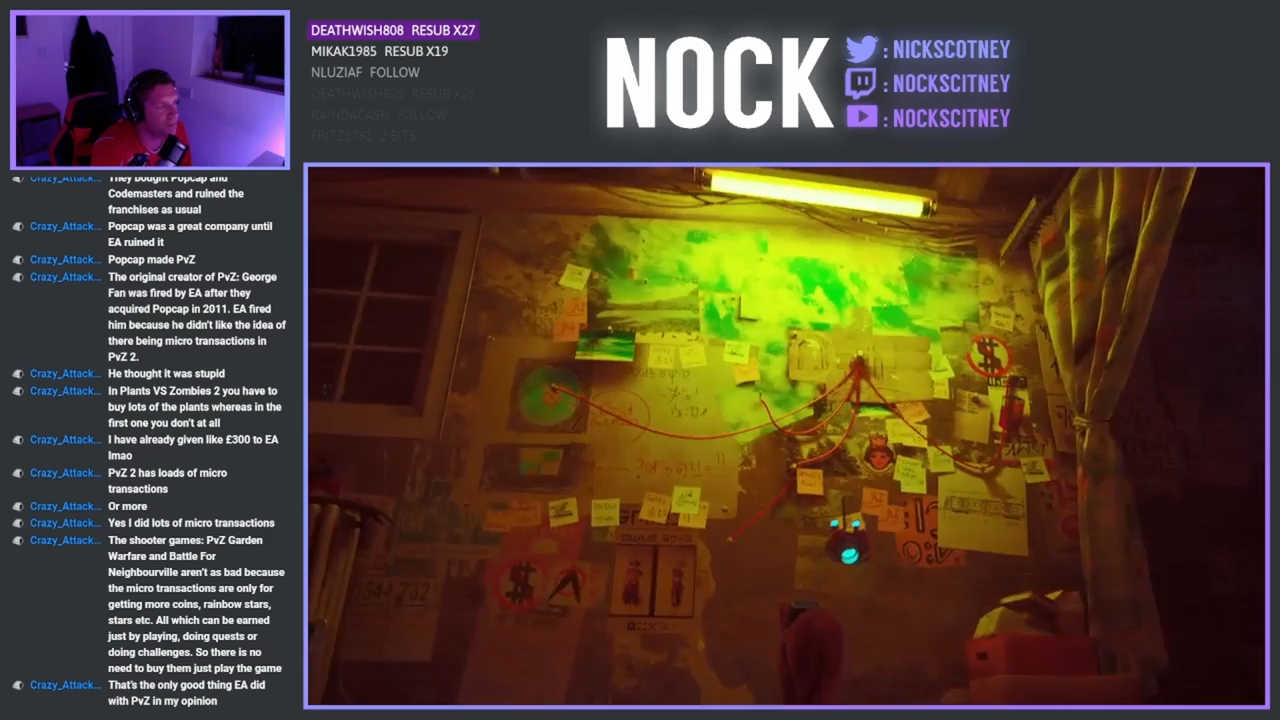 DEATHWISH808 RESUB X27
MIKAK1985 RESUB X19
NLUZIAF FOLLOW
DEATHWISH808 RESUB X26
RAINDACASH FOLLOW
FRITZ1791 2 BITS
NOCK
: NICKSCOTNEY
: NOCKSCITNEY
: NOCKSCITNEY
Crazy_Attack... They bought Popcap and
Codemasters and ruined the
franchises as usual
Crazy_Attack... Popcap was a great company until
EA ruined it
Crazy_Attack... Popcap made PvZ
Crazy_Attack... The original creator of PvZ: George
Fan was fired by EA after they
acquired Popcap in 2011. EA fired
him because he didn't like the idea of
there being micro transactions in
PvZ 2.
Crazy_Attack... He thought it was stupid
Crazy_Attack... In Plants VS Zombies 2 you have to
buy lots of the plants whereas in the
first one you don't at all
Crazy_Attack... I have already given like £300 to EA
lmao
Crazy_Attack... PvZ 2 has loads of micro
transactions
Crazy_Attack... Or more
Crazy_Attack... Yes I did lots of micro transactions
Crazy_Attack... The shooter games: PvZ Garden
Warfare and Battle For
Neighbourville aren't as bad because
the micro transactions are only for
getting more coins, rainbow stars,
stars etc. All which can be earned
just by playing, doing quests or
doing challenges. So there is no
need to buy them just play the game
Crazy_Attack... That's the only good thing EA did
with PvZ in my opinion